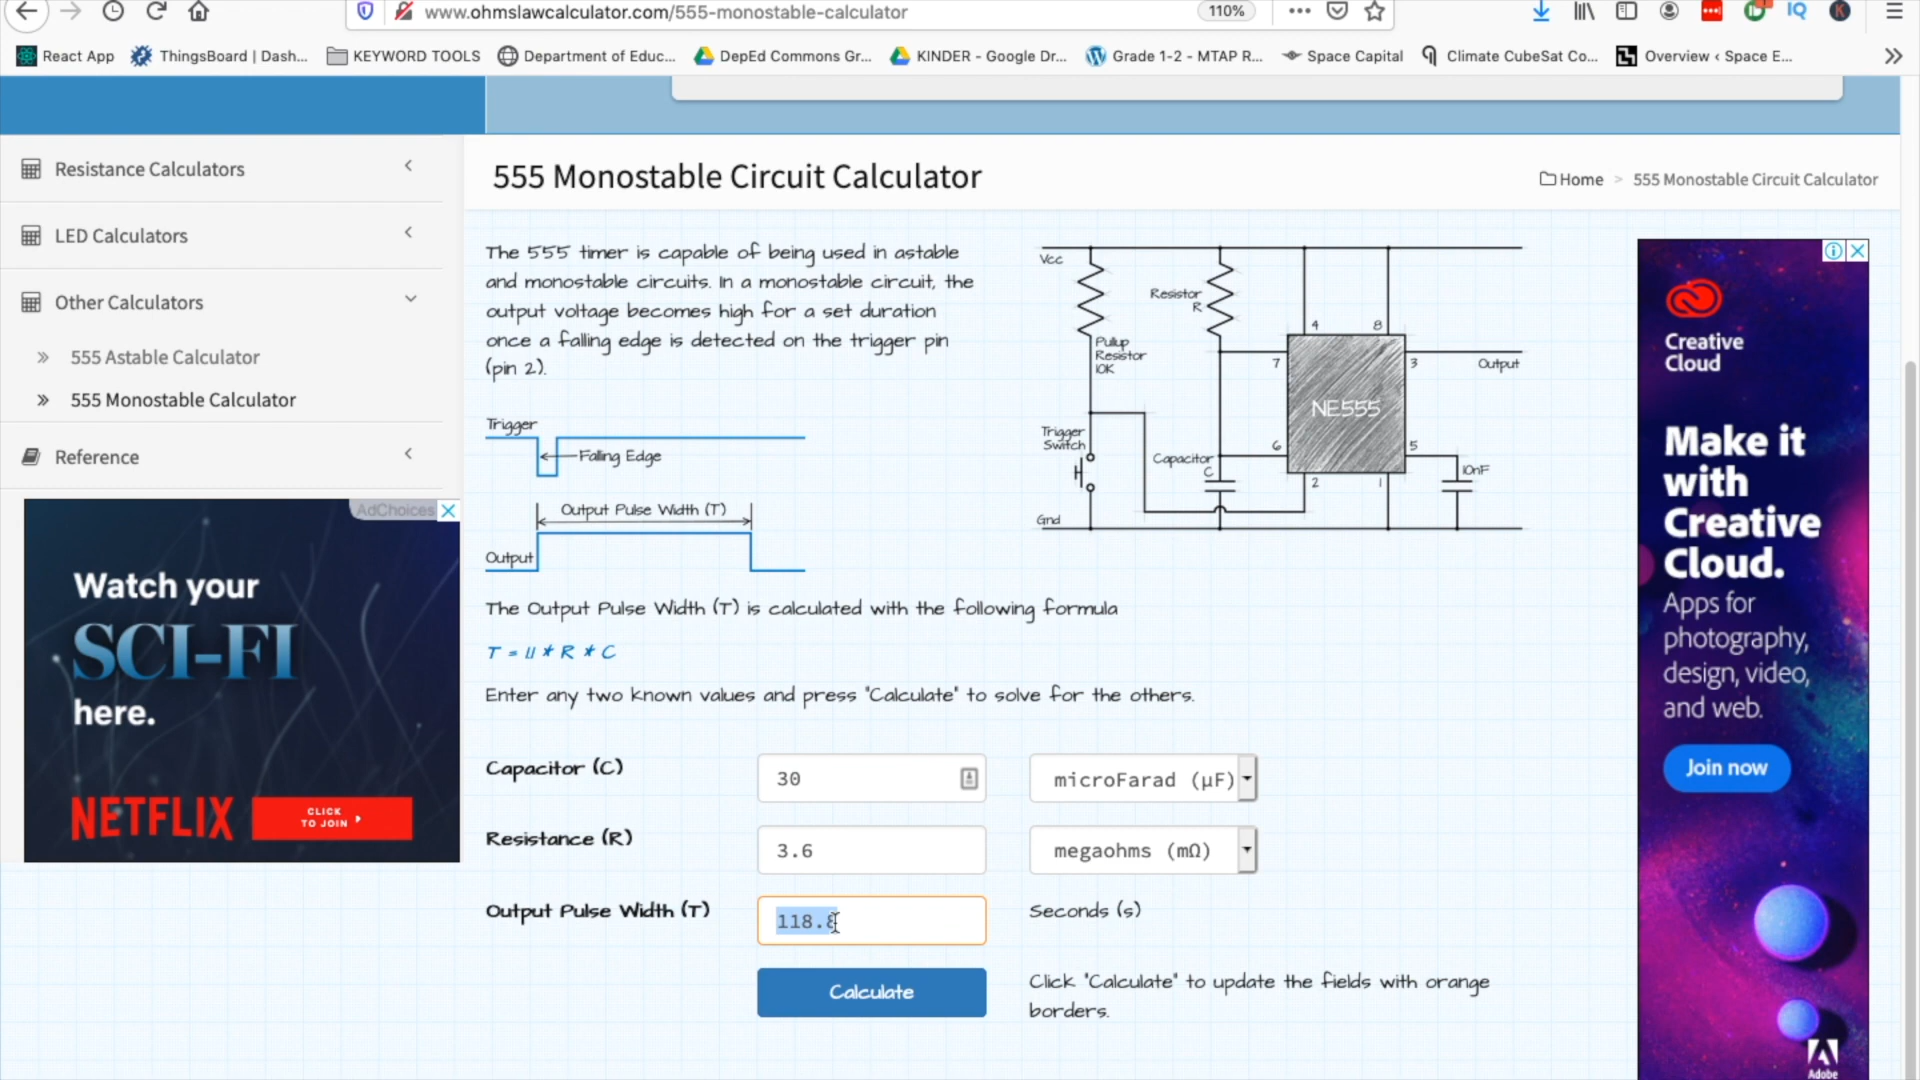 www.ohmslawcalculator.com/555-monostable-calculator
110%
IQ
K
React App
ThingsBoard | Dash...
KEYWORD TOOLS
Department of Educ...
DepEd Commons Gr...
KINDER - Google Dr...
Grade 1-2 - MTAP R...
Space Capital
Climate CubeSat Co...
Overview ‹ Space E...
Resistance Calculators
LED Calculators
Other Calculators
555 Astable Calculator
555 Monostable Calculator
Reference
AdChoices
Watch your
SCI-FI
here.
NETFLIX
CLICK
TO JOIN
555 Monostable Circuit Calculator
Home > 555 Monostable Circuit Calculator
The 555 timer is capable of being used in astable
and monostable circuits. In a monostable circuit, the
output voltage becomes high for a set duration
once a falling edge is detected on the trigger pin
(pin 2).
Trigger
Falling Edge
Output Pulse Width (T)
Output
Vcc
Resistor
R
Pullup
Resistor
10K
Trigger
Switch
Capacitor
C
Gnd
4
8
7
3
Output
NE555
6
5
2
1
10nF
The Output Pulse Width (T) is calculated with the following formula
T = 1.1 * R * C
Enter any two known values and press "Calculate" to solve for the others.
Capacitor (C)
30
microFarad (µF)
Resistance (R)
3.6
megaohms (mΩ)
Output Pulse Width (T)
118.8
Seconds (s)
Calculate
Click "Calculate" to update the fields with orange
borders.
Creative
Cloud
Make it
with
Creative
Cloud.
Apps for
photography,
design, video,
and web.
Join now
Adobe